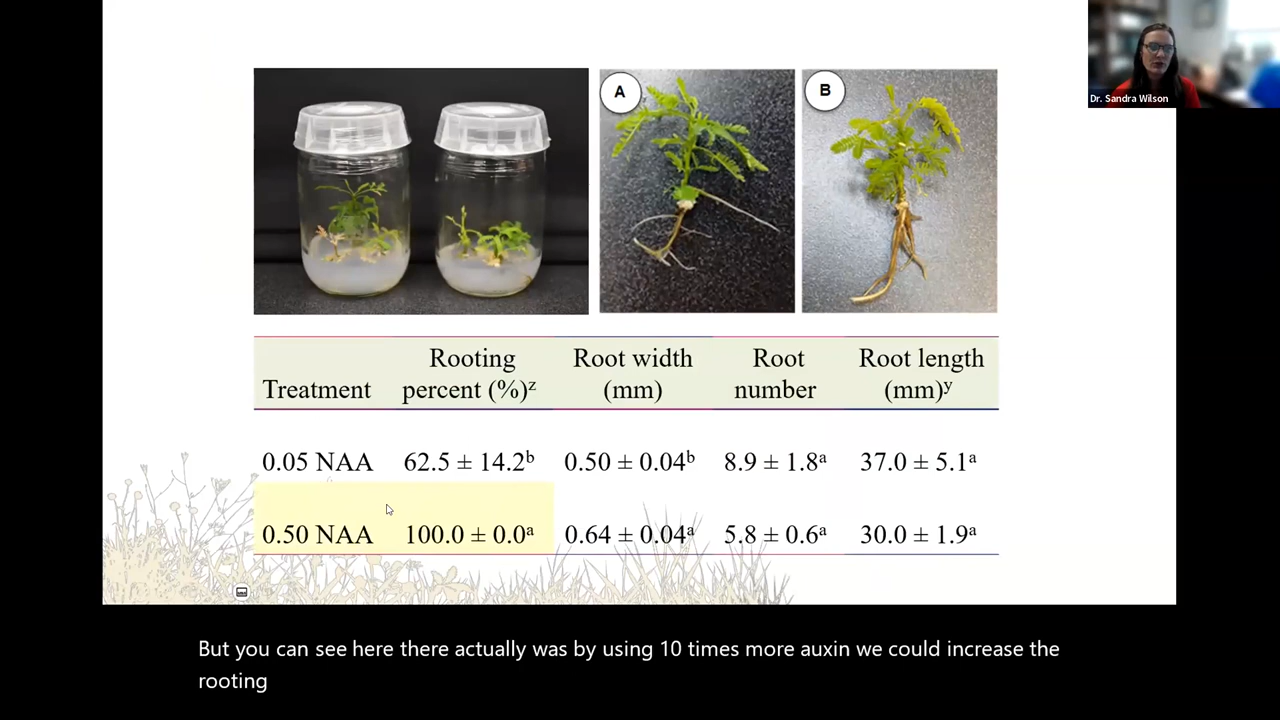 A
B
Dr. Sandra Wilson
Rooting Root width Root Root length
Treatment percent (%)ᶻ (mm) number (mm)ʸ
0.05 NAA 62.5 ± 14.2ᵇ 0.50 ± 0.04ᵇ 8.9 ± 1.8ᵃ 37.0 ± 5.1ᵃ
0.50 NAA 100.0 ± 0.0ᵃ 0.64 ± 0.04ᵃ 5.8 ± 0.6ᵃ 30.0 ± 1.9ᵃ
But you can see here there actually was by using 10 times more auxin we could increase the
rooting